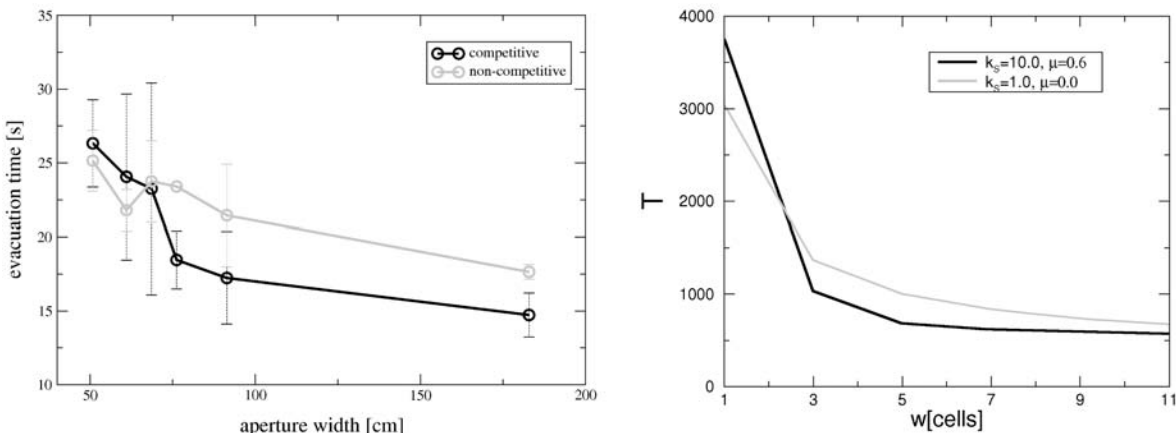 35
30
25
20
15
10
evacuation time [s]
competitive
non-competitive
50
100
150
200
aperture width [cm]
4000
3000
2000
1000
0
T
kₛ=10.0, μ=0.6
kₛ=1.0, μ=0.0
1
3
5
7
9
11
w[cells]